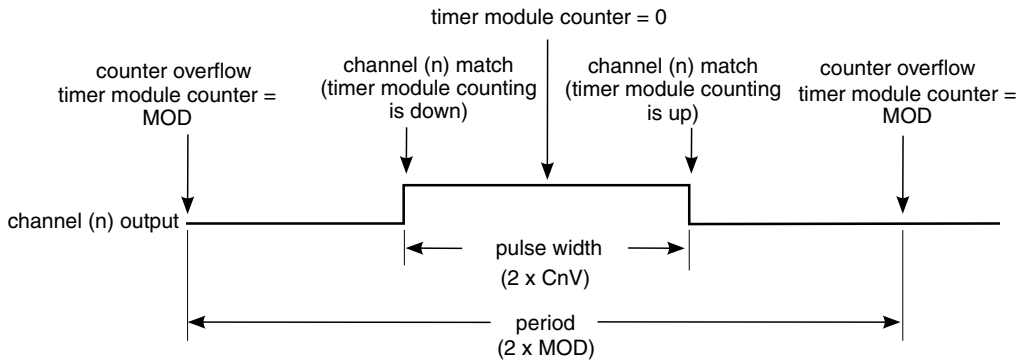 timer module counter = 0
counter overflow
timer module counter =
MOD
channel (n) match
(timer module counting
is down)
channel (n) match
(timer module counting
is up)
counter overflow
timer module counter =
MOD
channel (n) output
pulse width
(2 x CnV)
period
(2 x MOD)